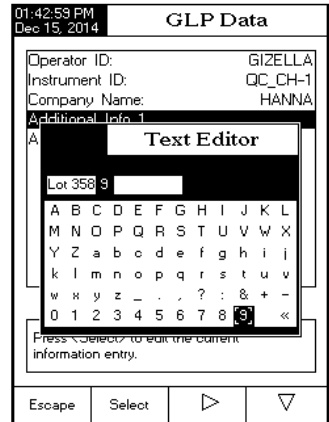 01:42:59 PM
Dec 15, 2014
GLP Data
Operator ID: GIZELLA
Instrument ID: QC_CH-1
Company Name: HANNA
Additional Info 1
A
Text Editor
Lot 3589
A B C D E F G H I J K L
M N O P Q R S T U V W X
Y Z a b c d e f g h i j
k l m n o p q r s t u v
w x y z _ . , ? : & + -
0 1 2 3 4 5 6 7 8 [9] «
Press <Select> to edit the current
information entry.
Escape Select ▷ ▽